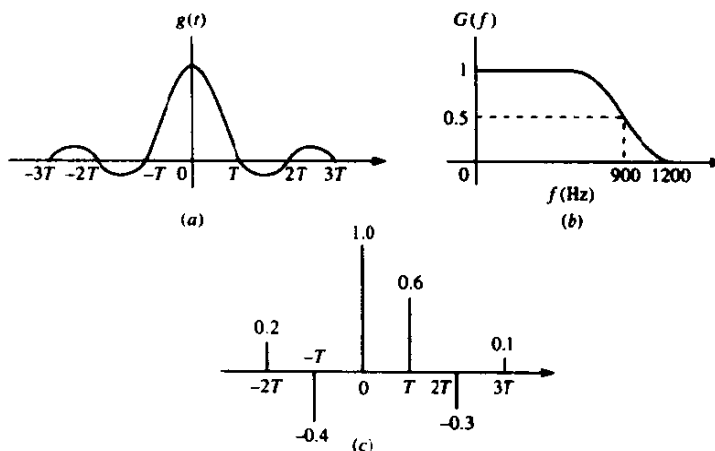 g(t)
G(f)
1
0.5
-3T -2T -T 0 T 2T 3T
0 900 1200
f(Hz)
(a)
(b)
1.0
0.6
0.2
0.1
-T
-2T 0 T 2T 3T
-0.4
-0.3
(c)